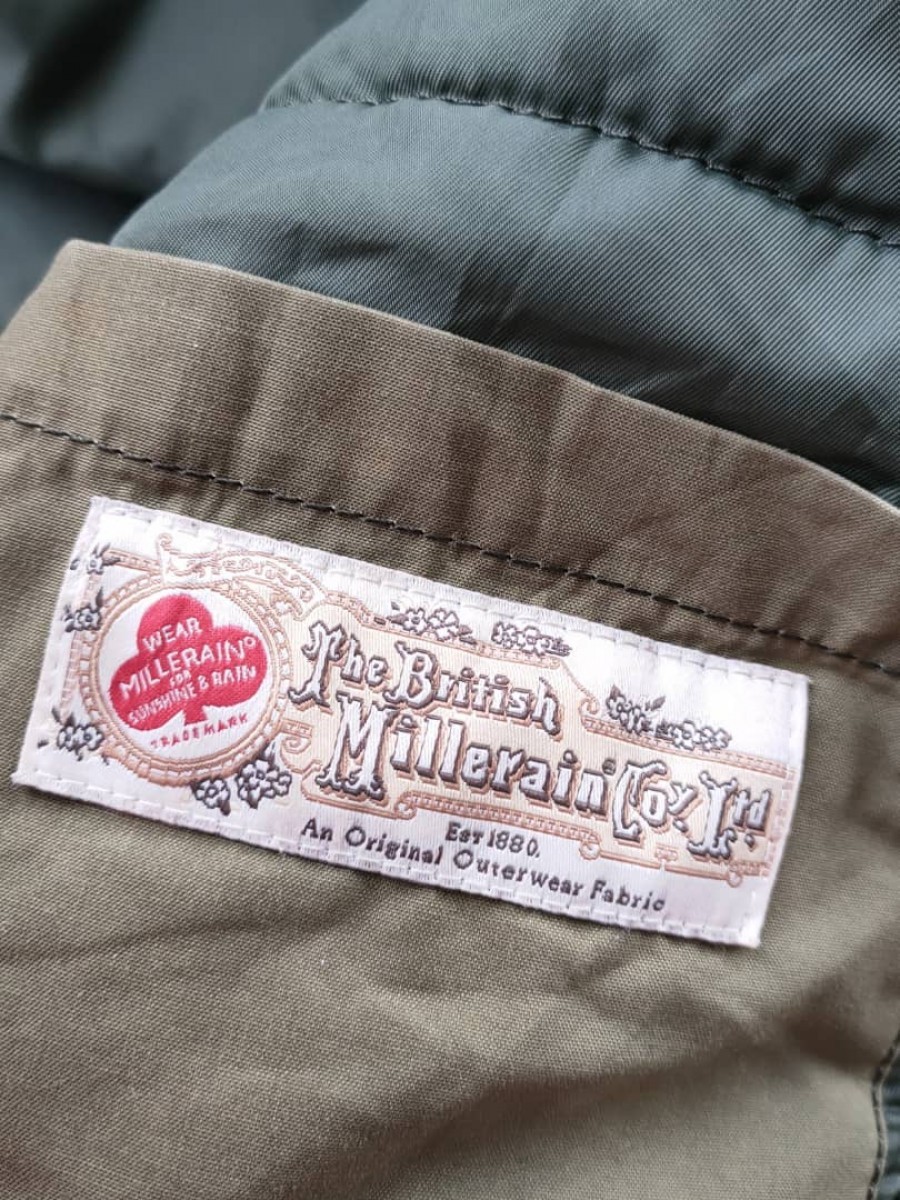 WEAR
MILLERAIN°
FOR
SUNSHINE & RAIN
TRADEMARK
The British
Millerain Coy. Ltd
EST 1880.
An Original Outerwear Fabric